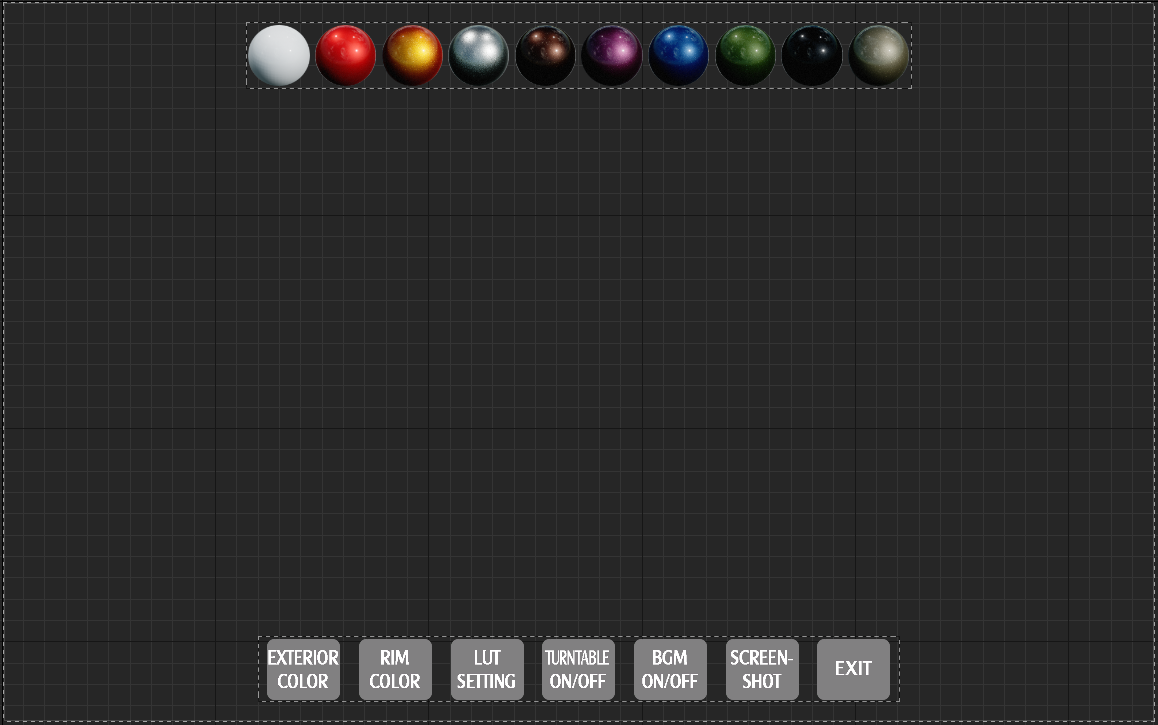 EXTERIOR
COLOR
RIM
COLOR
LUT
SETTING
TURNTABLE
ON/OFF
BGM
ON/OFF
SCREEN-
SHOT
EXIT